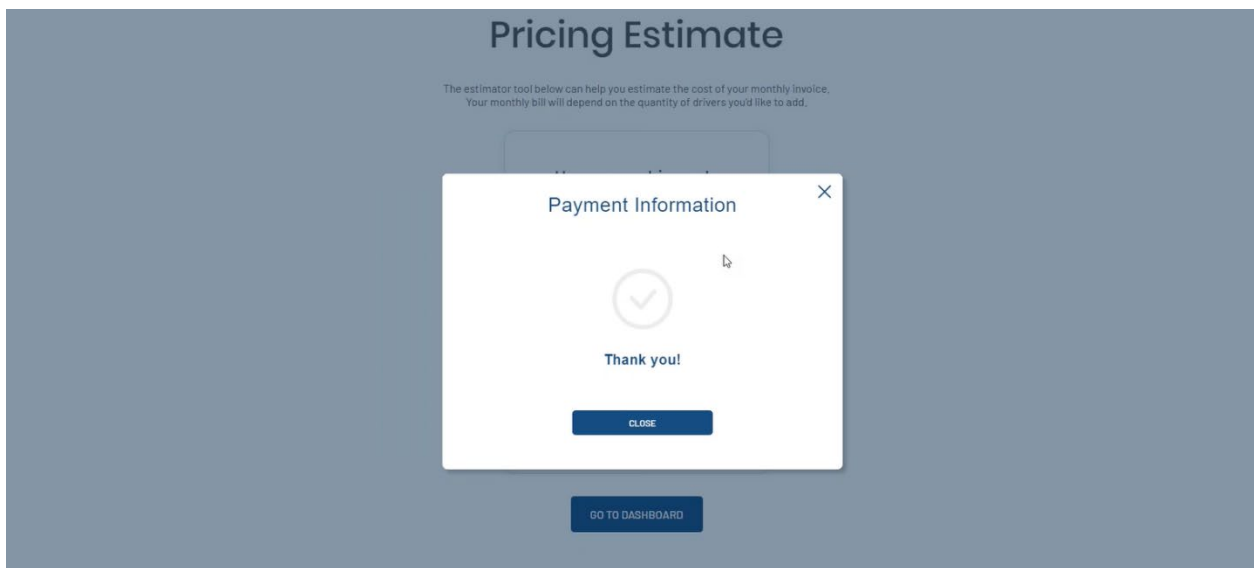 Pricing Estimate
The estimator tool below can help you estimate the cost of your monthly invoice.
Your monthly bill will depend on the quantity of drivers you'd like to add.
Payment Information
Thank you!
CLOSE
GO TO DASHBOARD